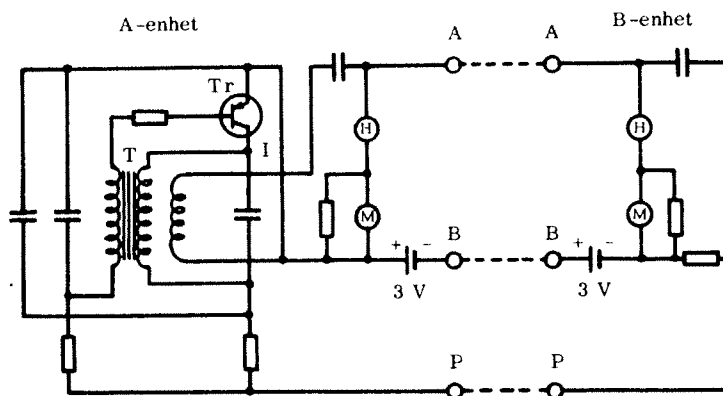 A-enhet B-enhet
A A
Tr
H H
T I
M M
+ - B B + -
3 V 3 V
P P